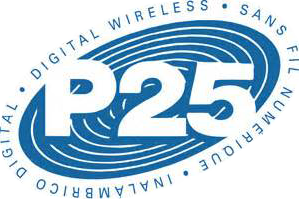 P25
DIGITAL WIRELESS • SANS FIL NUMERIQUE • INALAMBRICO DIGITAL •